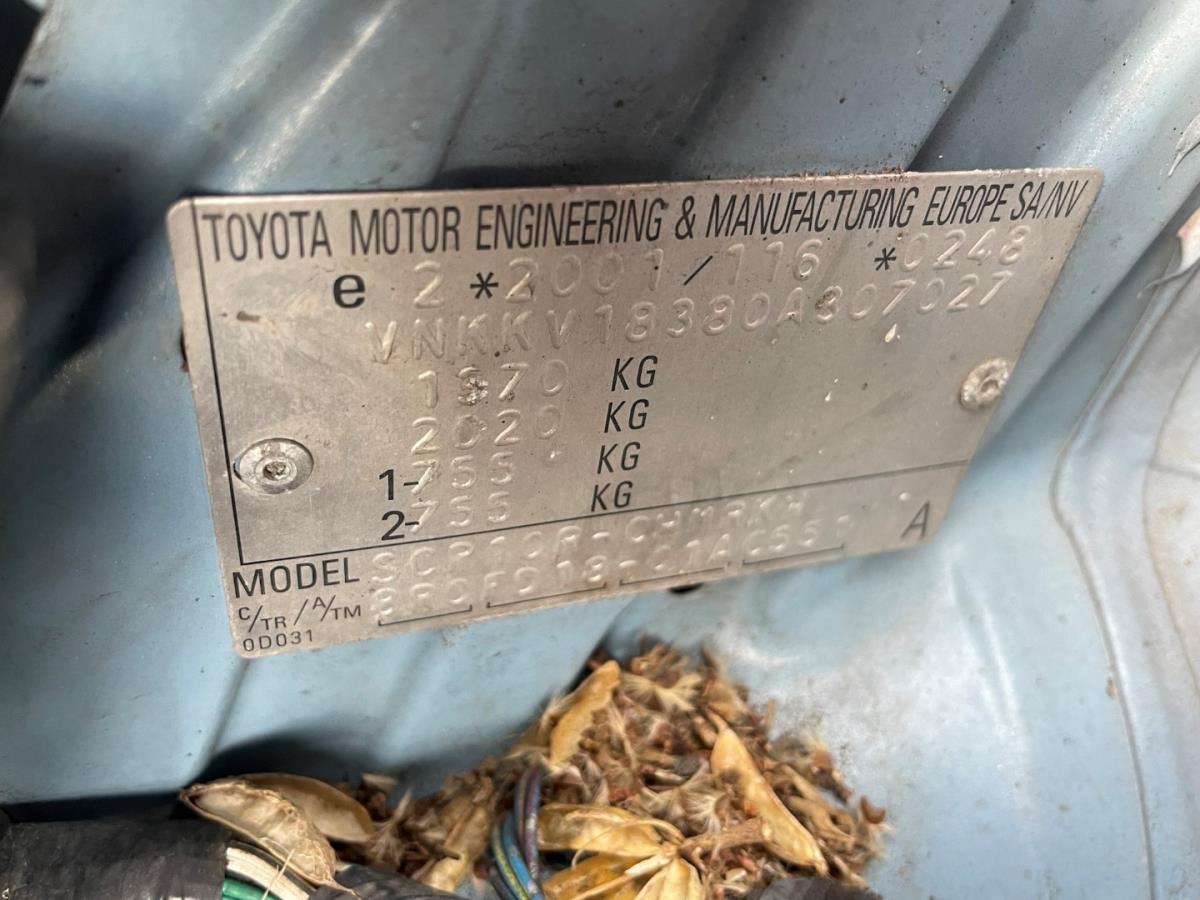 TOYOTA MOTOR ENGINEERING & MANUFACTURING EUROPE SA/NV
e 2 *2001/116 *0248
VNKKV18380A307027
1370 KG
2020 KG
1-755 KG
2-755 KG
MODEL
C/TR / A/TM
A
0D031